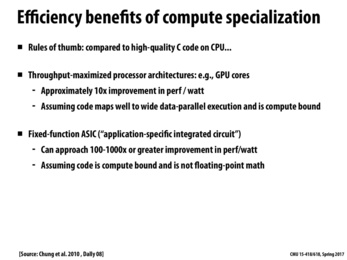 Efficiency benefits of compute specialization
▪ Rules of thumb: compared to high-quality C code on CPU...
▪ Throughput-maximized processor architectures: e.g., GPU cores
- Approximately 10x improvement in perf / watt
- Assuming code maps well to wide data-parallel execution and is compute bound
▪ Fixed-function ASIC (“application-specific integrated circuit”)
- Can approach 100-1000x or greater improvement in perf/watt
- Assuming code is compute bound and is not floating-point math
[Source: Chung et al. 2010 , Dally 08]
CMU 15-418/618, Spring 2017